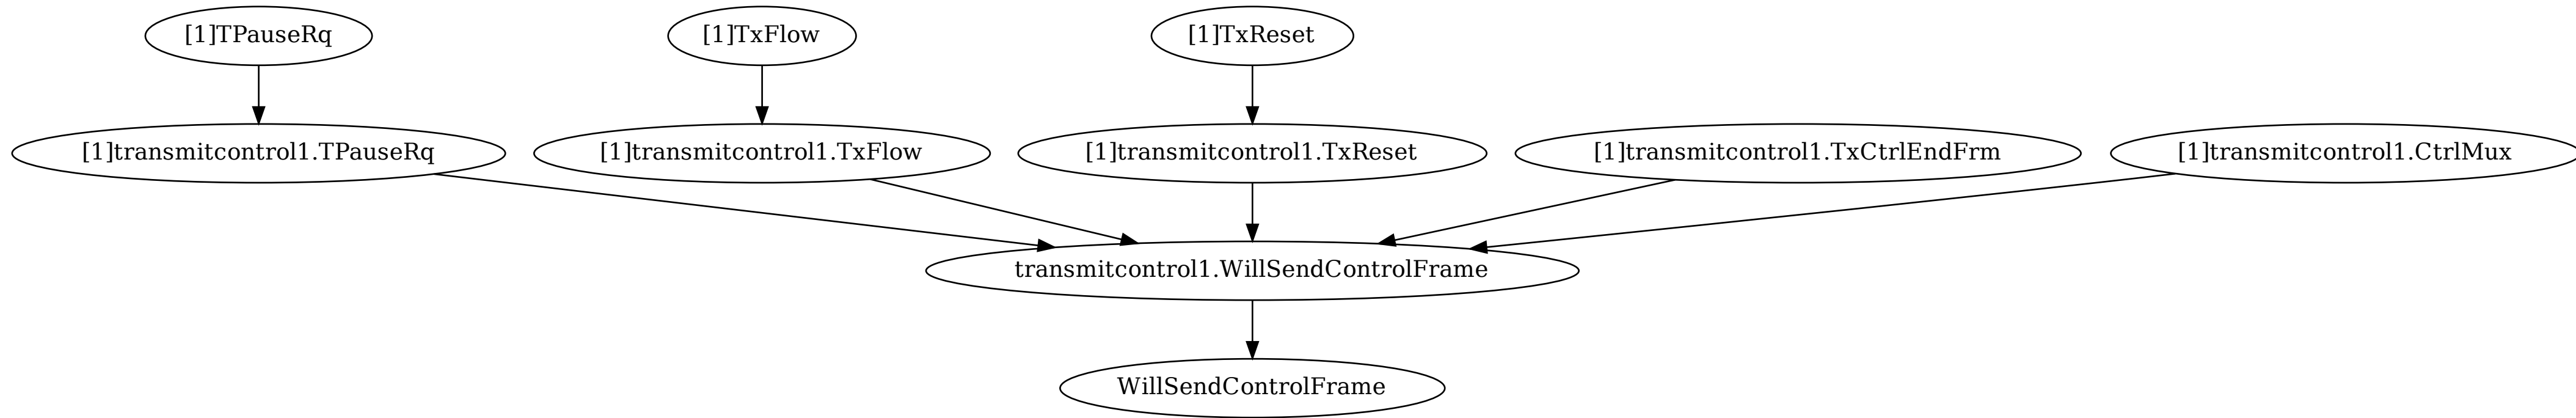 [1]TPauseRq
[1]TxFlow
[1]TxReset
[1]transmitcontrol1.TPauseRq
[1]transmitcontrol1.TxFlow
[1]transmitcontrol1.TxReset
[1]transmitcontrol1.TxCtrlEndFrm
[1]transmitcontrol1.CtrlMux
transmitcontrol1.WillSendControlFrame
WillSendControlFrame